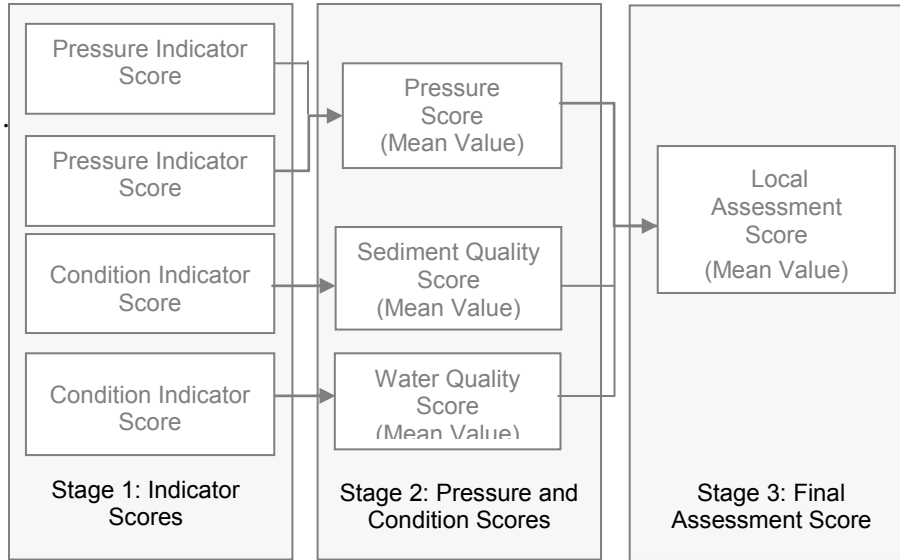 Pressure Indicator
Score
Pressure Indicator
Score
Condition Indicator
Score
Condition Indicator
Score
Stage 1: Indicator
Scores
Pressure
Score
(Mean Value)
Sediment Quality
Score
(Mean Value)
Water Quality
Score
(Mean Value)
Stage 2: Pressure and
Condition Scores
Local
Assessment
Score
(Mean Value)
Stage 3: Final
Assessment Score
.